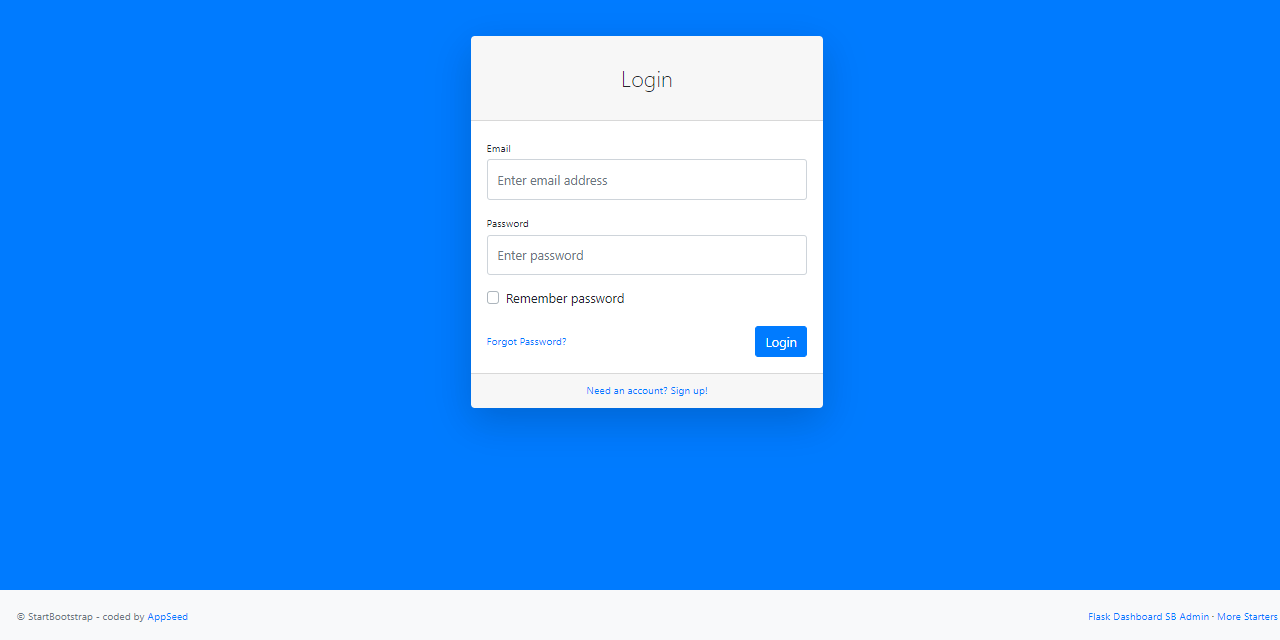 Login
Email
Enter email address
Password
Enter password
Remember password
Forgot Password?
Login
Need an account? Sign up!
© StartBootstrap - coded by AppSeed
Flask Dashboard SB Admin · More Starters